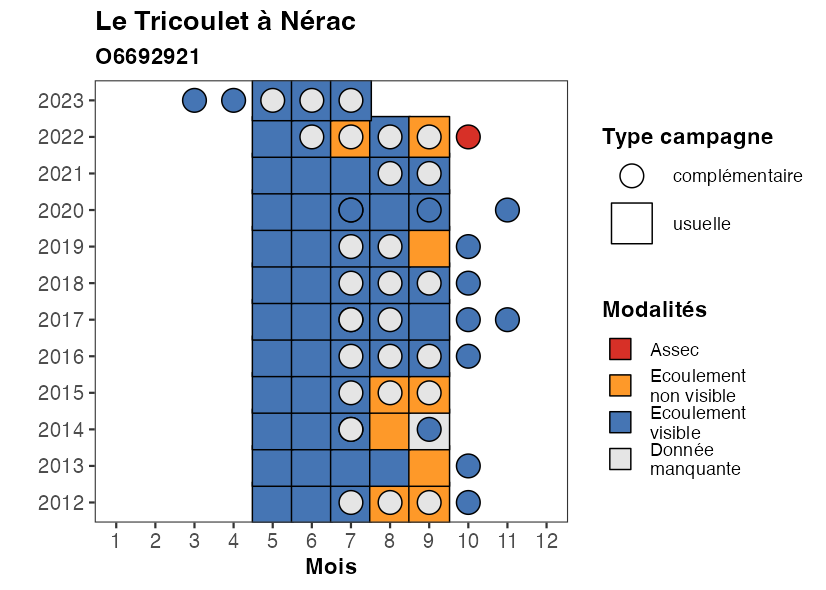 Le Tricoulet à Nérac
O6692921
2023
2022
2021
2020
2019
2018
2017
2016
2015
2014
2013
2012
1 2 3 4 5 6 7 8 9 10 11 12
Mois
Type campagne
complémentaire
usuelle
Modalités
Assec
Ecoulement
non visible
Ecoulement
visible
Donnée
manquante